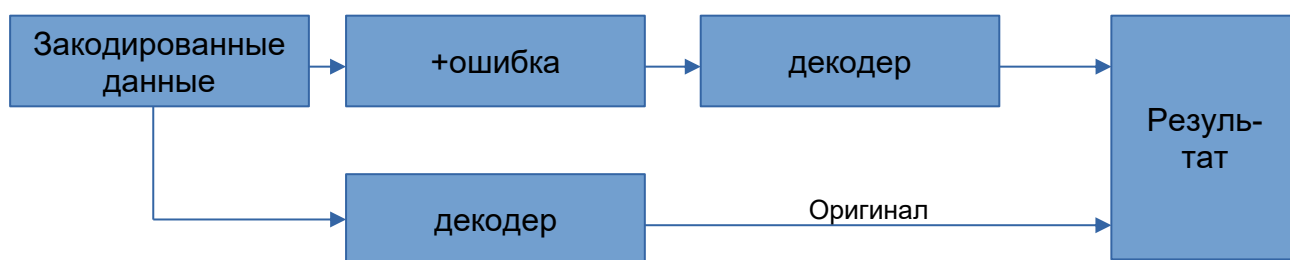 Закодированные
данные
+ошибка
декодер
Резуль-
тат
декодер
Оригинал